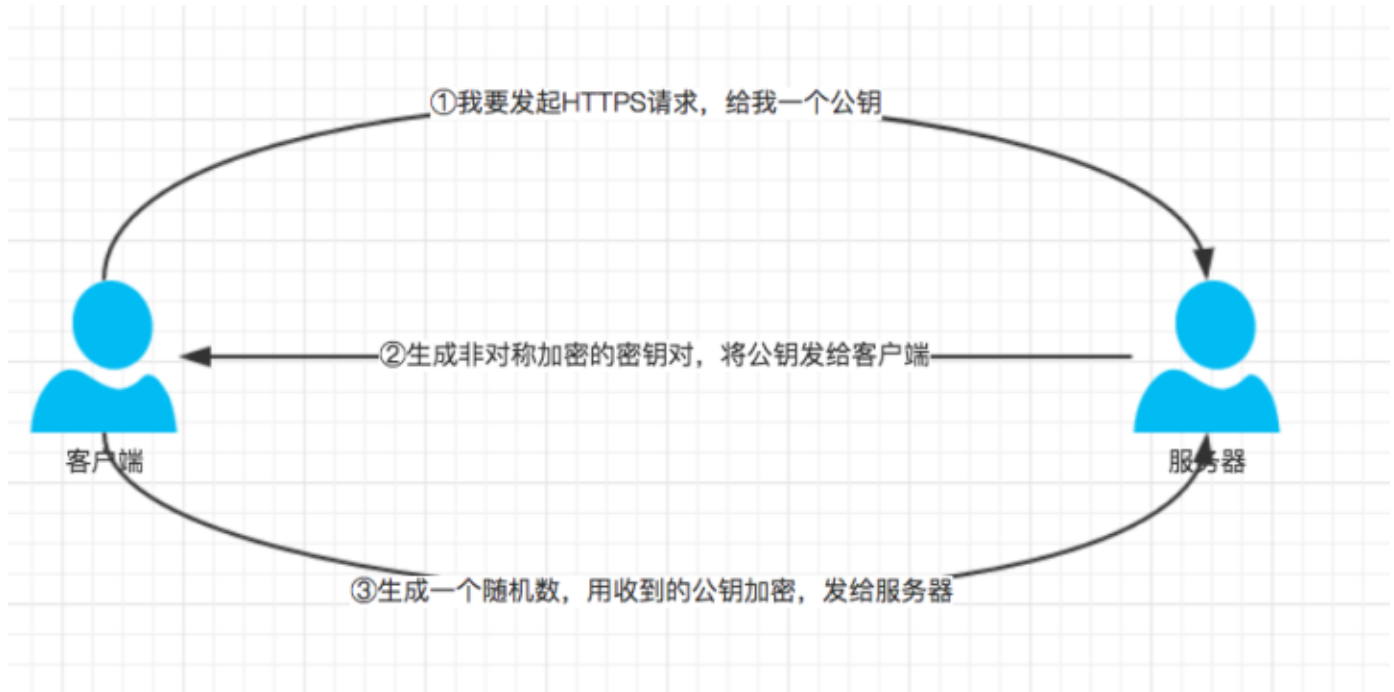 ①我要发起HTTPS请求，给我一个公钥
②生成非对称加密的密钥对，将公钥发给客户端
客户端
服务器
③生成一个随机数，用收到的公钥加密，发给服务器